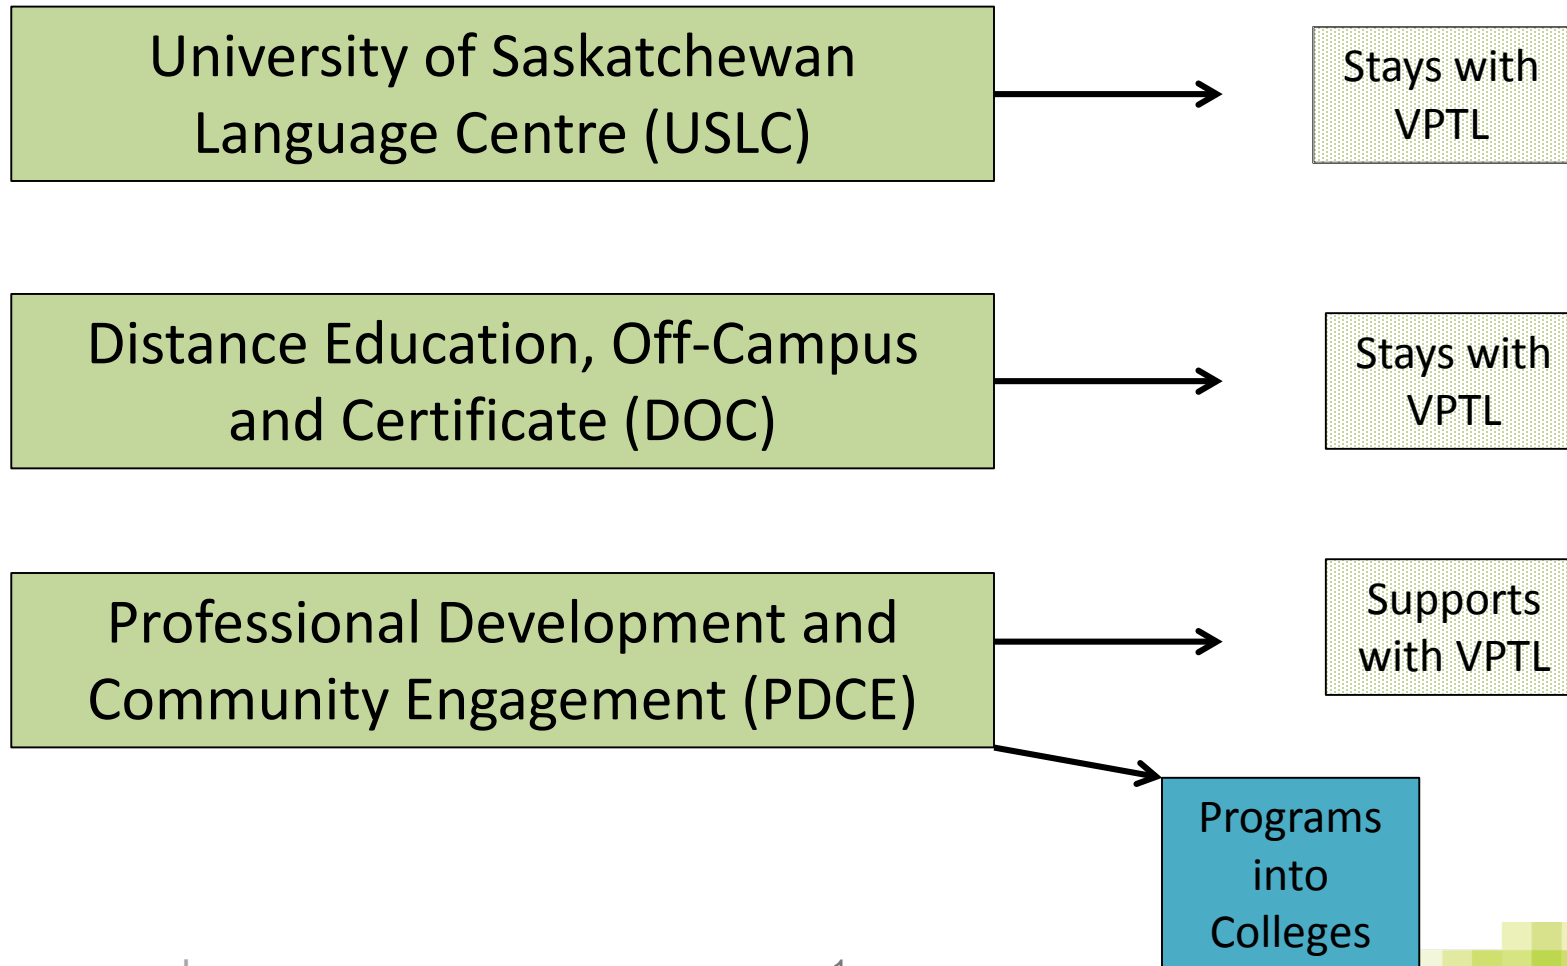 University of Saskatchewan
Language Centre (USLC)
Stays with
VPTL
Distance Education, Off-Campus
and Certificate (DOC)
Stays with
VPTL
Professional Development and
Community Engagement (PDCE)
Supports
with VPTL
Programs
into
Colleges